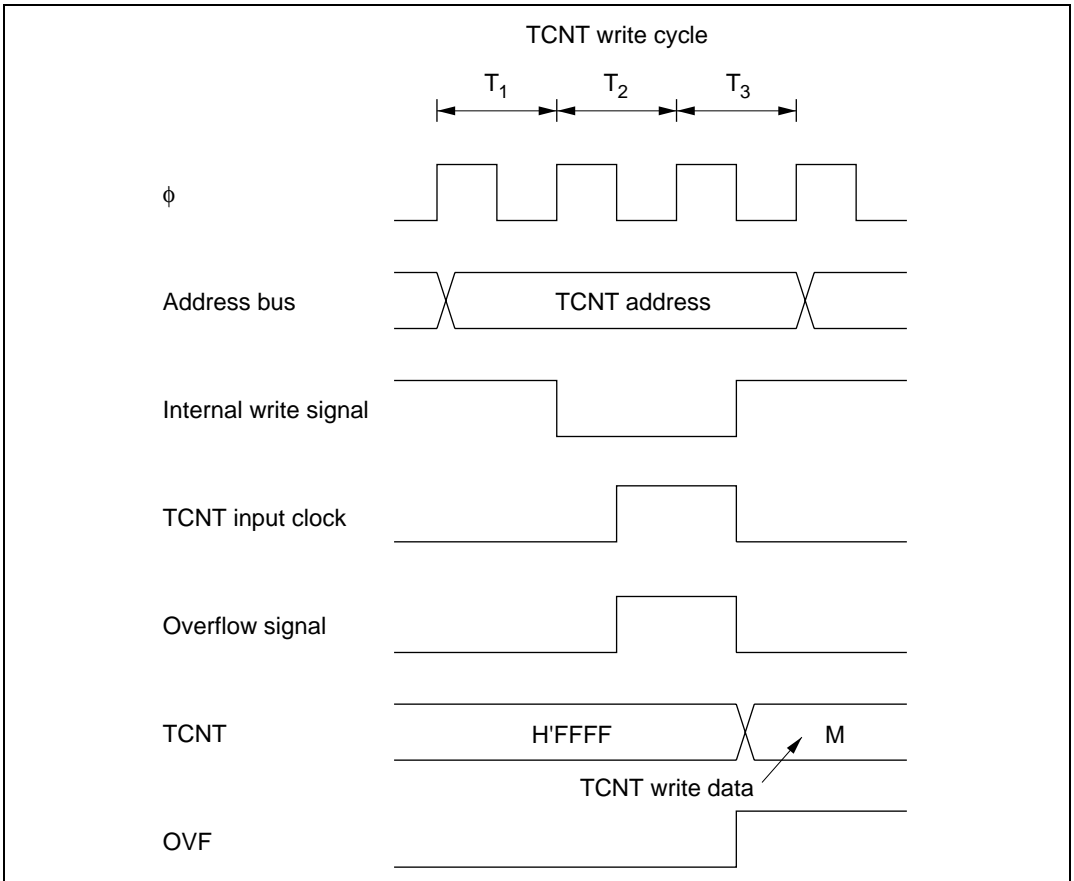 TCNT write cycle
T1 T2 T3
φ
Address bus
TCNT address
Internal write signal
TCNT input clock
Overflow signal
TCNT
H'FFFF
M
TCNT write data
OVF